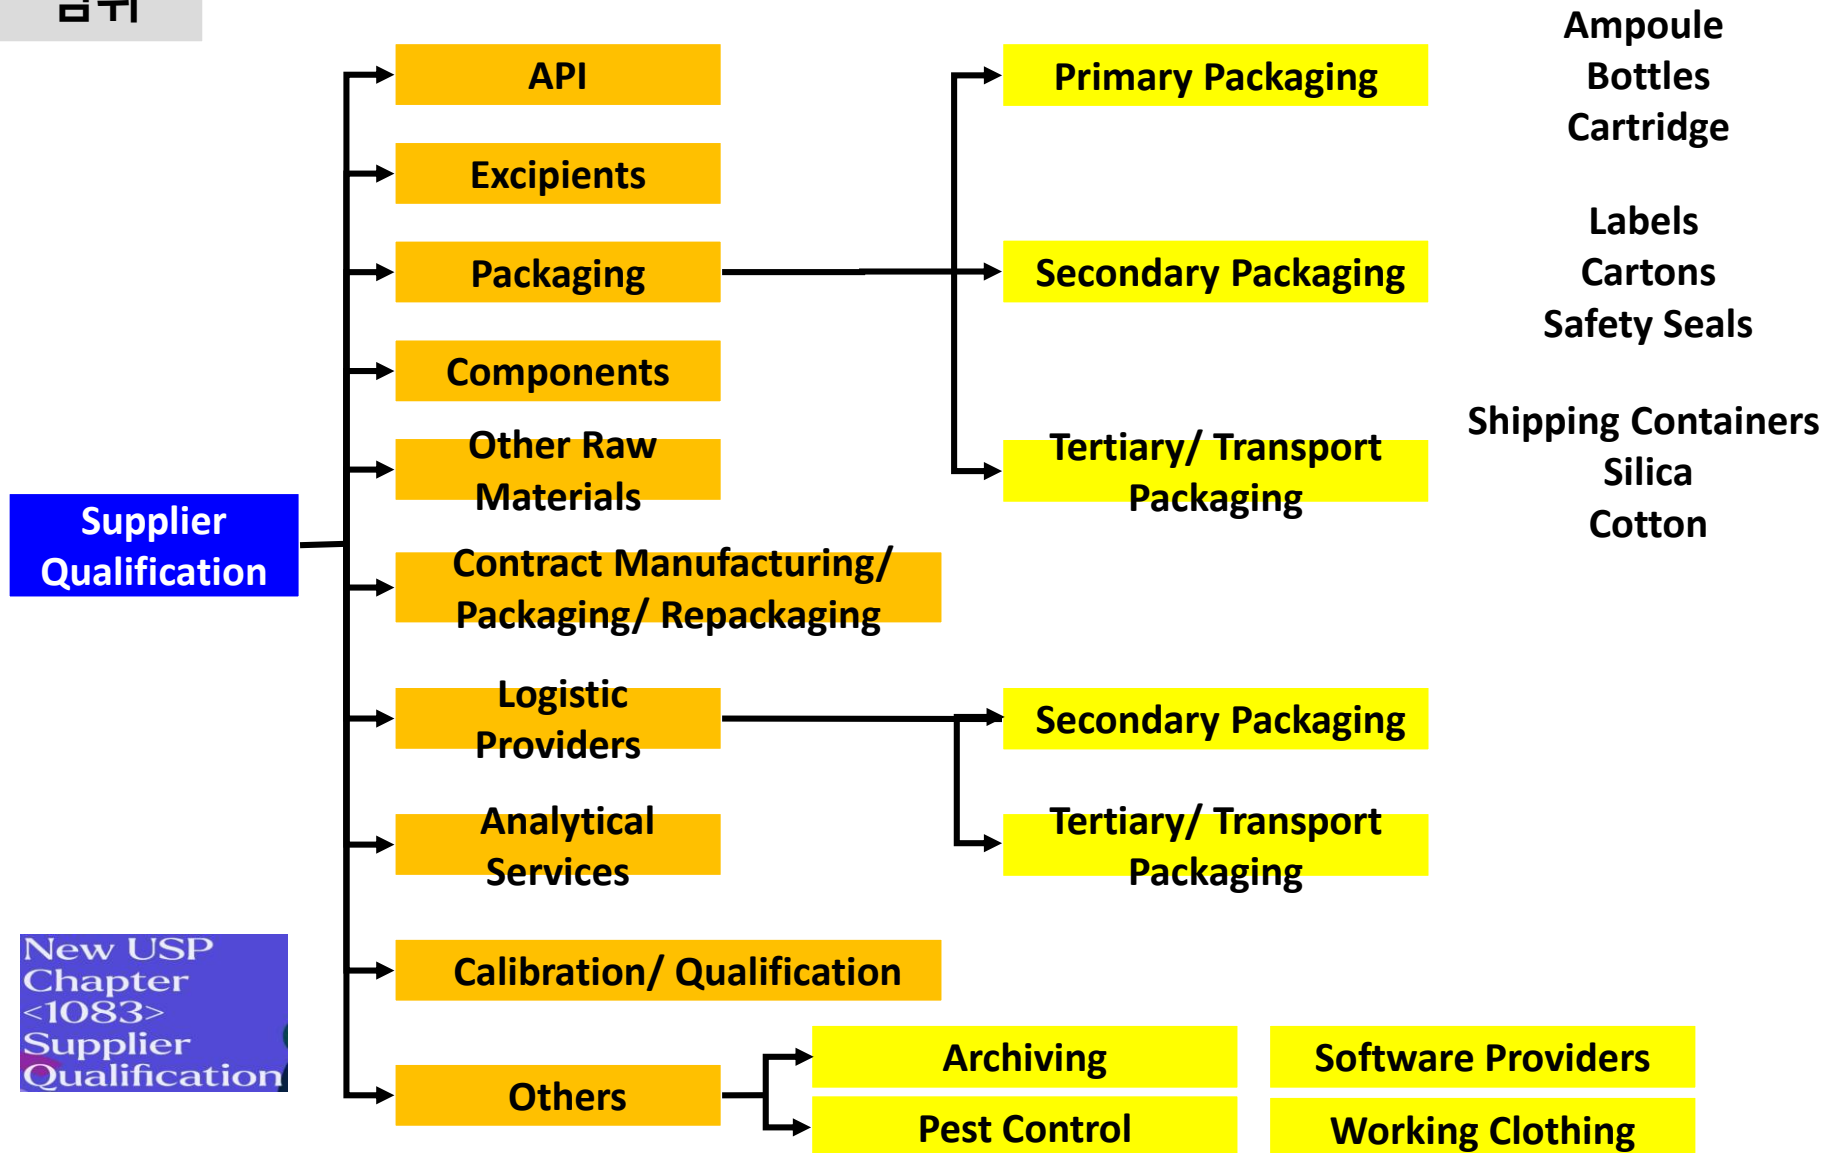 API
Excipients
Packaging
Components
Other Raw
Materials
Supplier
Qualification
Contract Manufacturing/
Packaging/ Repackaging
Logistic
Providers
Analytical
Services
Calibration/ Qualification
Others
Primary Packaging
Secondary Packaging
Tertiary/ Transport
Packaging
Ampoule
Bottles
Cartridge
Labels
Cartons
Safety Seals
Shipping Containers
Silica
Cotton
Secondary Packaging
Tertiary/ Transport
Packaging
Archiving
Software Providers
Pest Control
Working Clothing
New USP
Chapter
<1083>
Supplier
Qualification